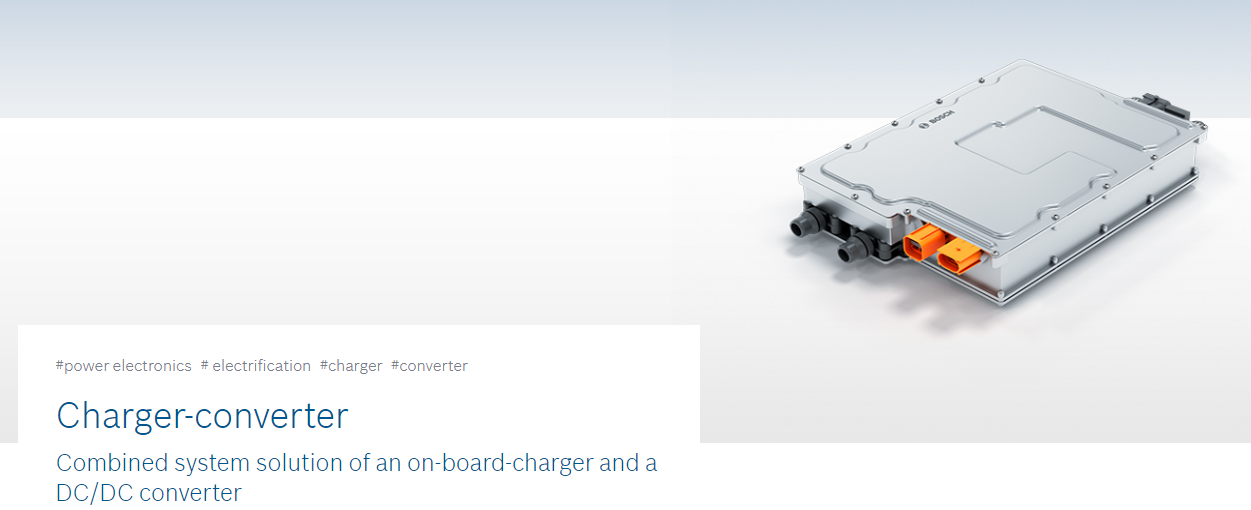 BOSCH
#power electronics # electrification #charger #converter
Charger-converter
Combined system solution of an on-board-charger and a
DC/DC converter